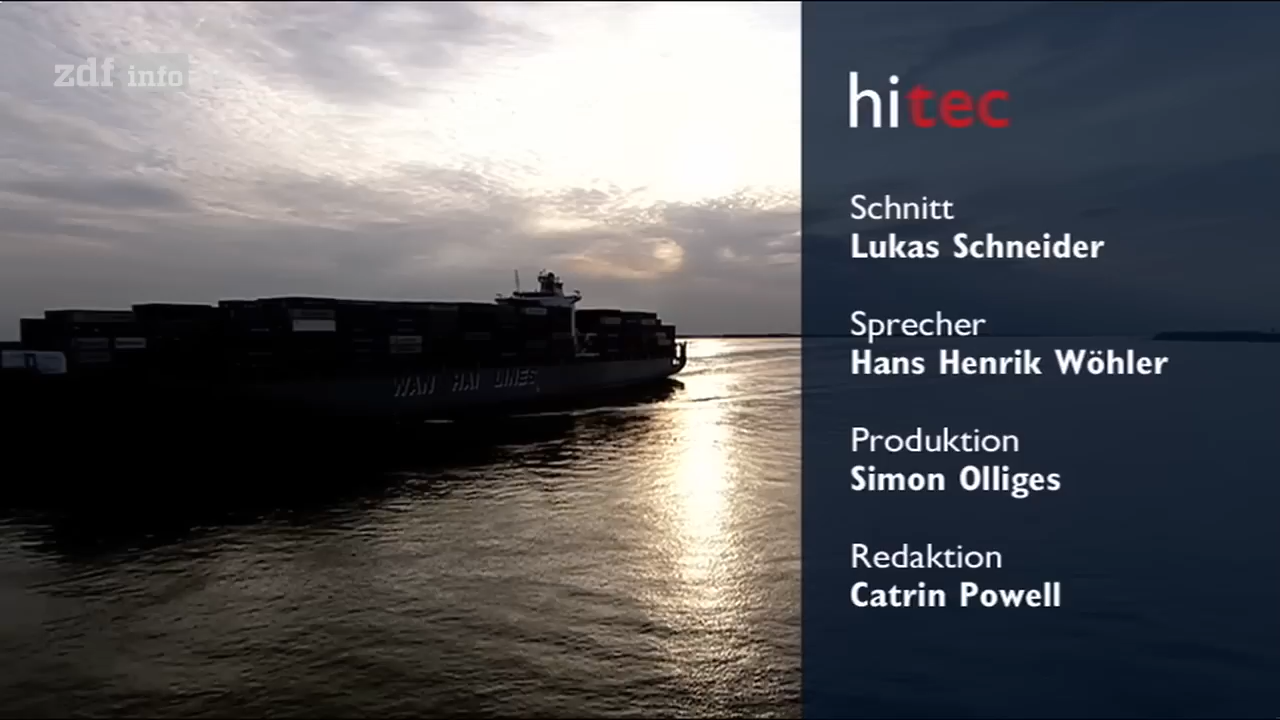 zdf info
WAN HAI LINES
hitec
Schnitt
Lukas Schneider
Sprecher
Hans Henrik Wöhler
Produktion
Simon Olliges
Redaktion
Catrin Powell